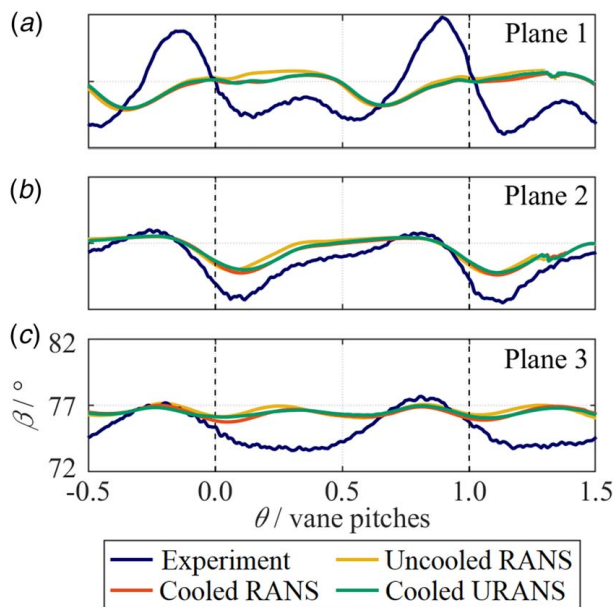 (a)
Plane 1
(b)
Plane 2
(c)
Plane 3
82
77
72
β / °
-0.5 0.0 0.5 1.0 1.5
θ / vane pitches
Experiment Uncooled RANS
Cooled RANS Cooled URANS